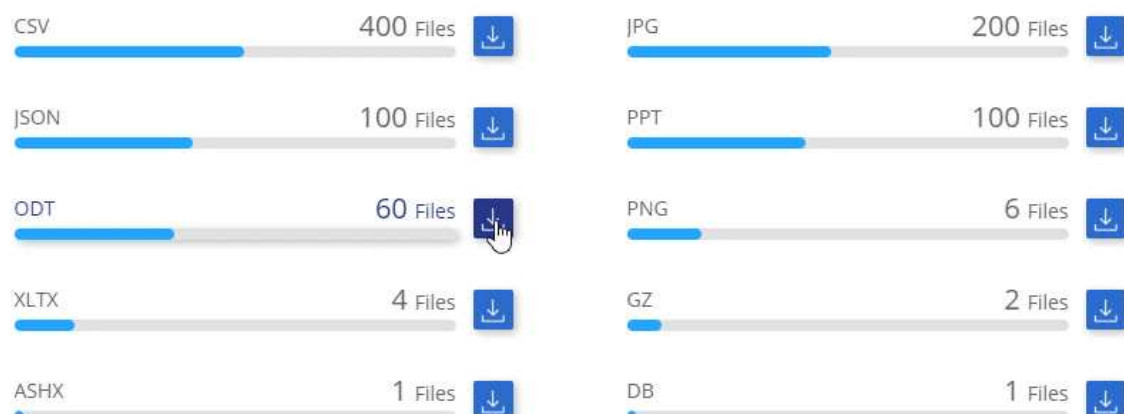 CSV 400 Files
JPG 200 Files
JSON 100 Files
PPT 100 Files
ODT 60 Files
PNG 6 Files
XLTX 4 Files
GZ 2 Files
ASHX 1 Files
DB 1 Files